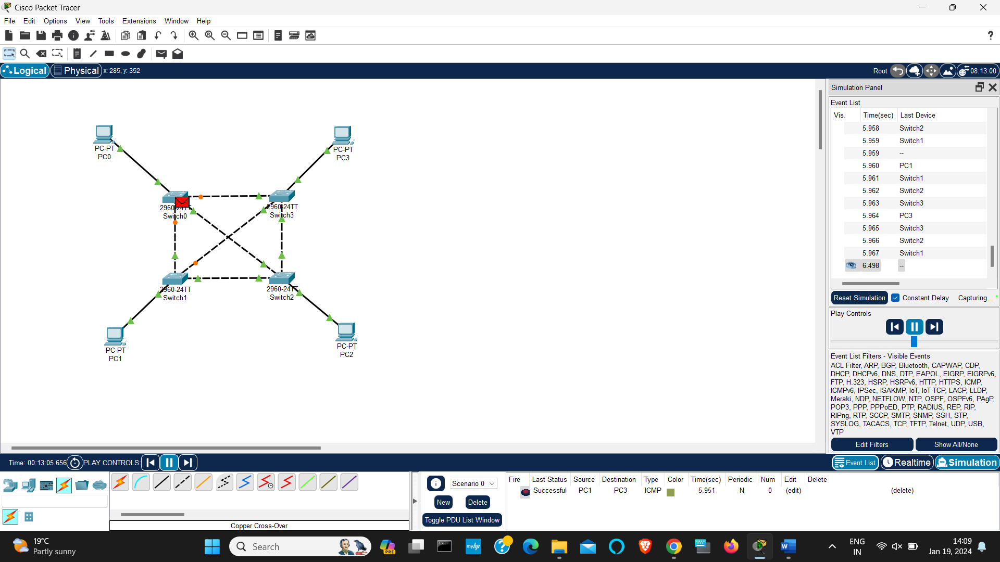 Cisco Packet Tracer
File Edit Options View Tools Extensions Window Help
?
Logical Physical x: 285, y: 352
Root 08:13:00
PC-PT
PC0
PC-PT
PC3
2960-24TT
Switch0
2960-24TT
Switch3
2960-24TT
Switch1
2960-24TT
Switch2
PC-PT
PC1
PC-PT
PC2
Simulation Panel
Event List
Vis. Time(sec) Last Device
5.958 Switch2
5.959 Switch1
5.959 --
5.960 PC1
5.961 Switch1
5.962 Switch2
5.963 Switch3
5.964 PC3
5.965 Switch3
5.966 Switch2
5.967 Switch1
6.498 --
Reset Simulation Constant Delay Capturing...
Play Controls
Event List Filters - Visible Events
ACL Filter, ARP, BGP, Bluetooth, CAPWAP, CDP,
DHCP, DHCPv6, DNS, DTP, EAPOL, EIGRP, EIGRPv6,
FTP, H.323, HSRP, HSRPv6, HTTP, HTTPS, ICMP,
ICMPv6, IPSec, ISAKMP, IoT, IoT TCP, LACP, LLDP,
Meraki, NDP, NETFLOW, NTP, OSPF, OSPFv6, PAgP,
POP3, PPP, PPPoED, PTP, RADIUS, REP, RIP,
RIPng, RTP, SCCP, SMTP, SNMP, SSH, STP,
SYSLOG, TACACS, TCP, TFTP, Telnet, UDP, USB,
VTP
Edit Filters Show All/None
Time: 00:13:05.656 PLAY CONTROLS:
Event List Realtime Simulation
Copper Cross-Over
Scenario 0
New Delete
Toggle PDU List Window
Fire Last Status Source Destination Type Color Time(sec) Periodic Num Edit Delete
Successful PC1 PC3 ICMP 5.951 N 0 (edit) (delete)
19°C
Partly sunny
Search
PRE
myhp
ENG
IN
14:09
Jan 19, 2024